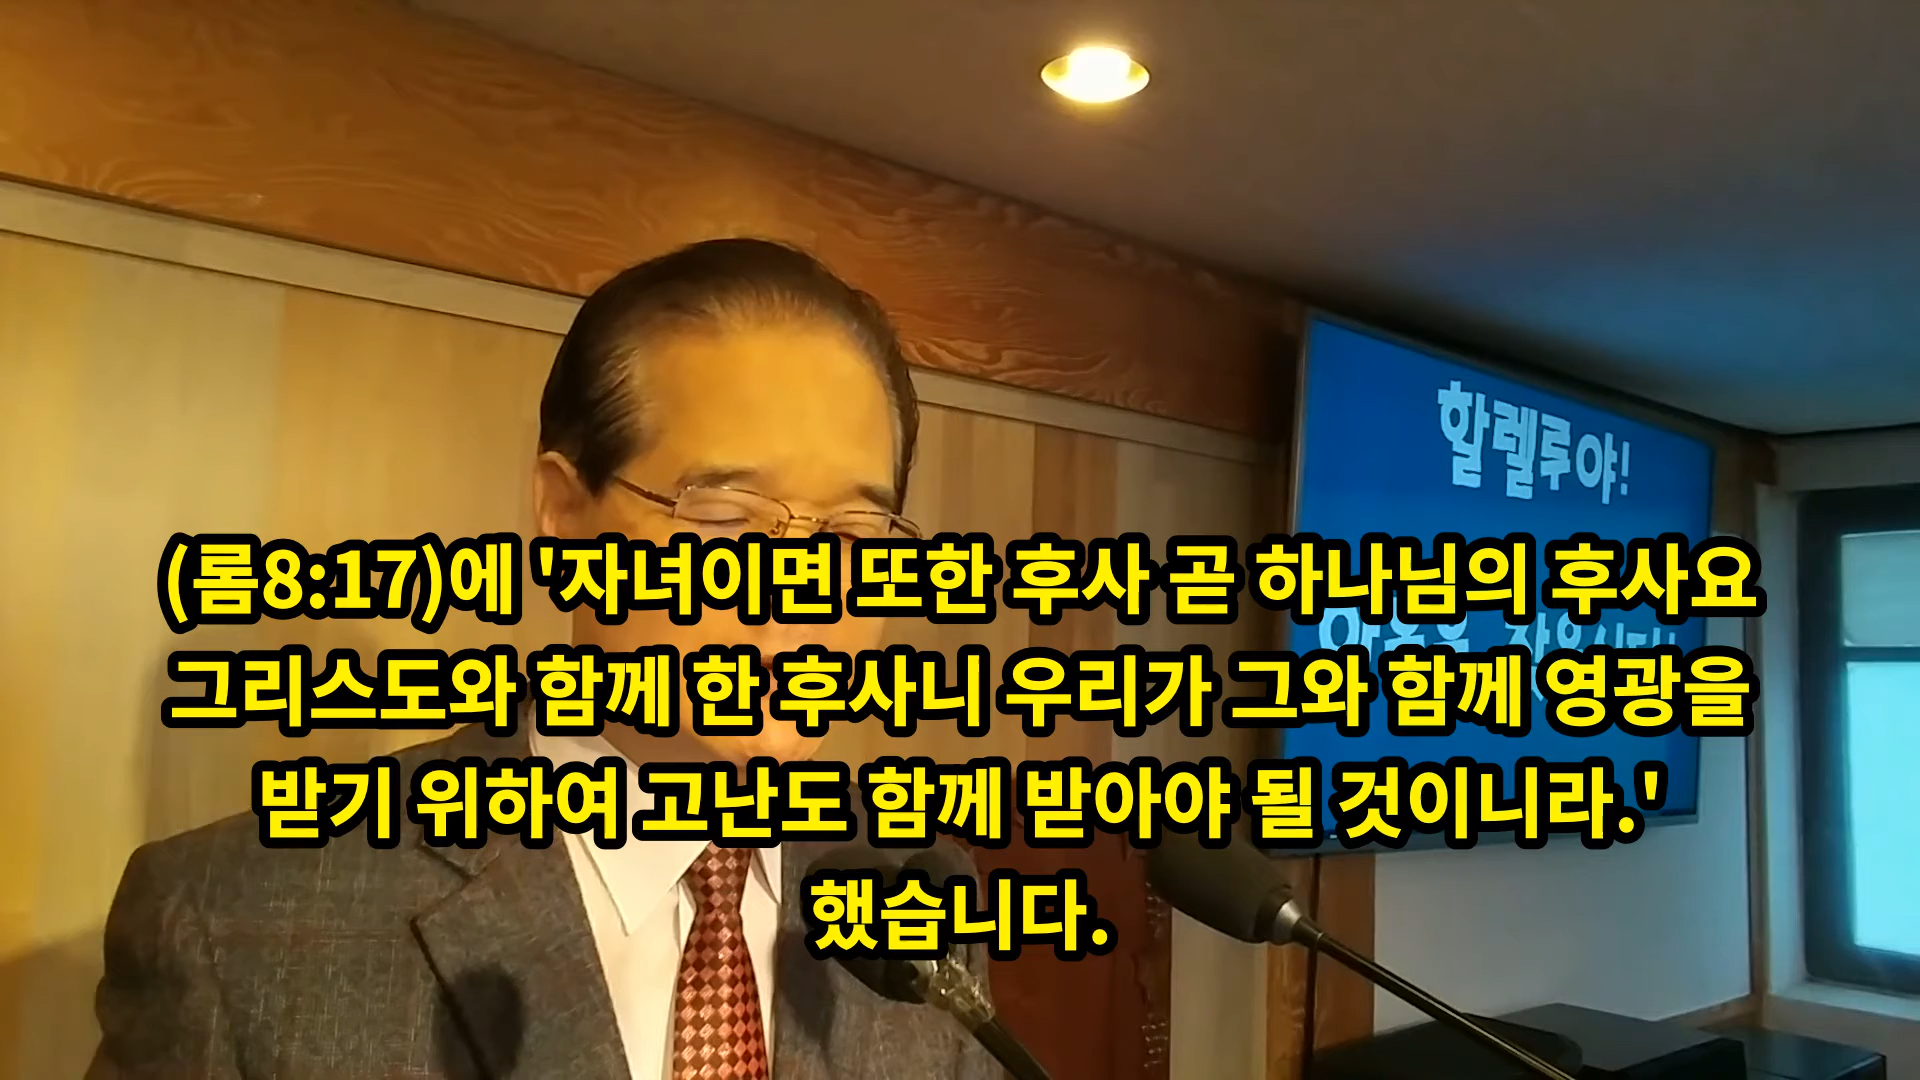 할렐루야!
(롬8:17)에 '자녀이면 또한 후사 곧 하나님의 후사요
그리스도와 함께 한 후사니 우리가 그와 함께 영광을
받기 위하여 고난도 함께 받아야 될 것이니라.'
했습니다.